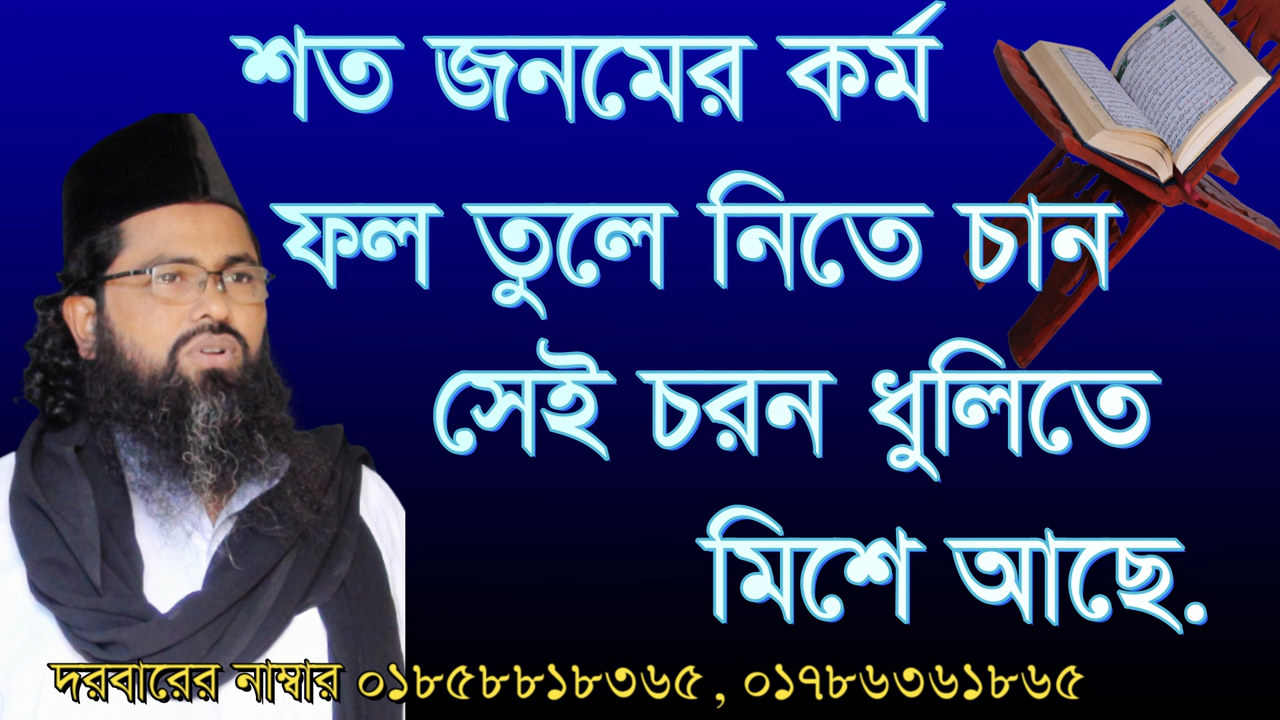 শত জনমের কর্ম
ফল তুলে নিতে চান
সেই চরন ধুলিতে
মিশে আছে.
দরবারের নাম্বার ০১৮৫৮৮১৮৩৬৫, ০১৭৮৬৩৬১৮৬৫